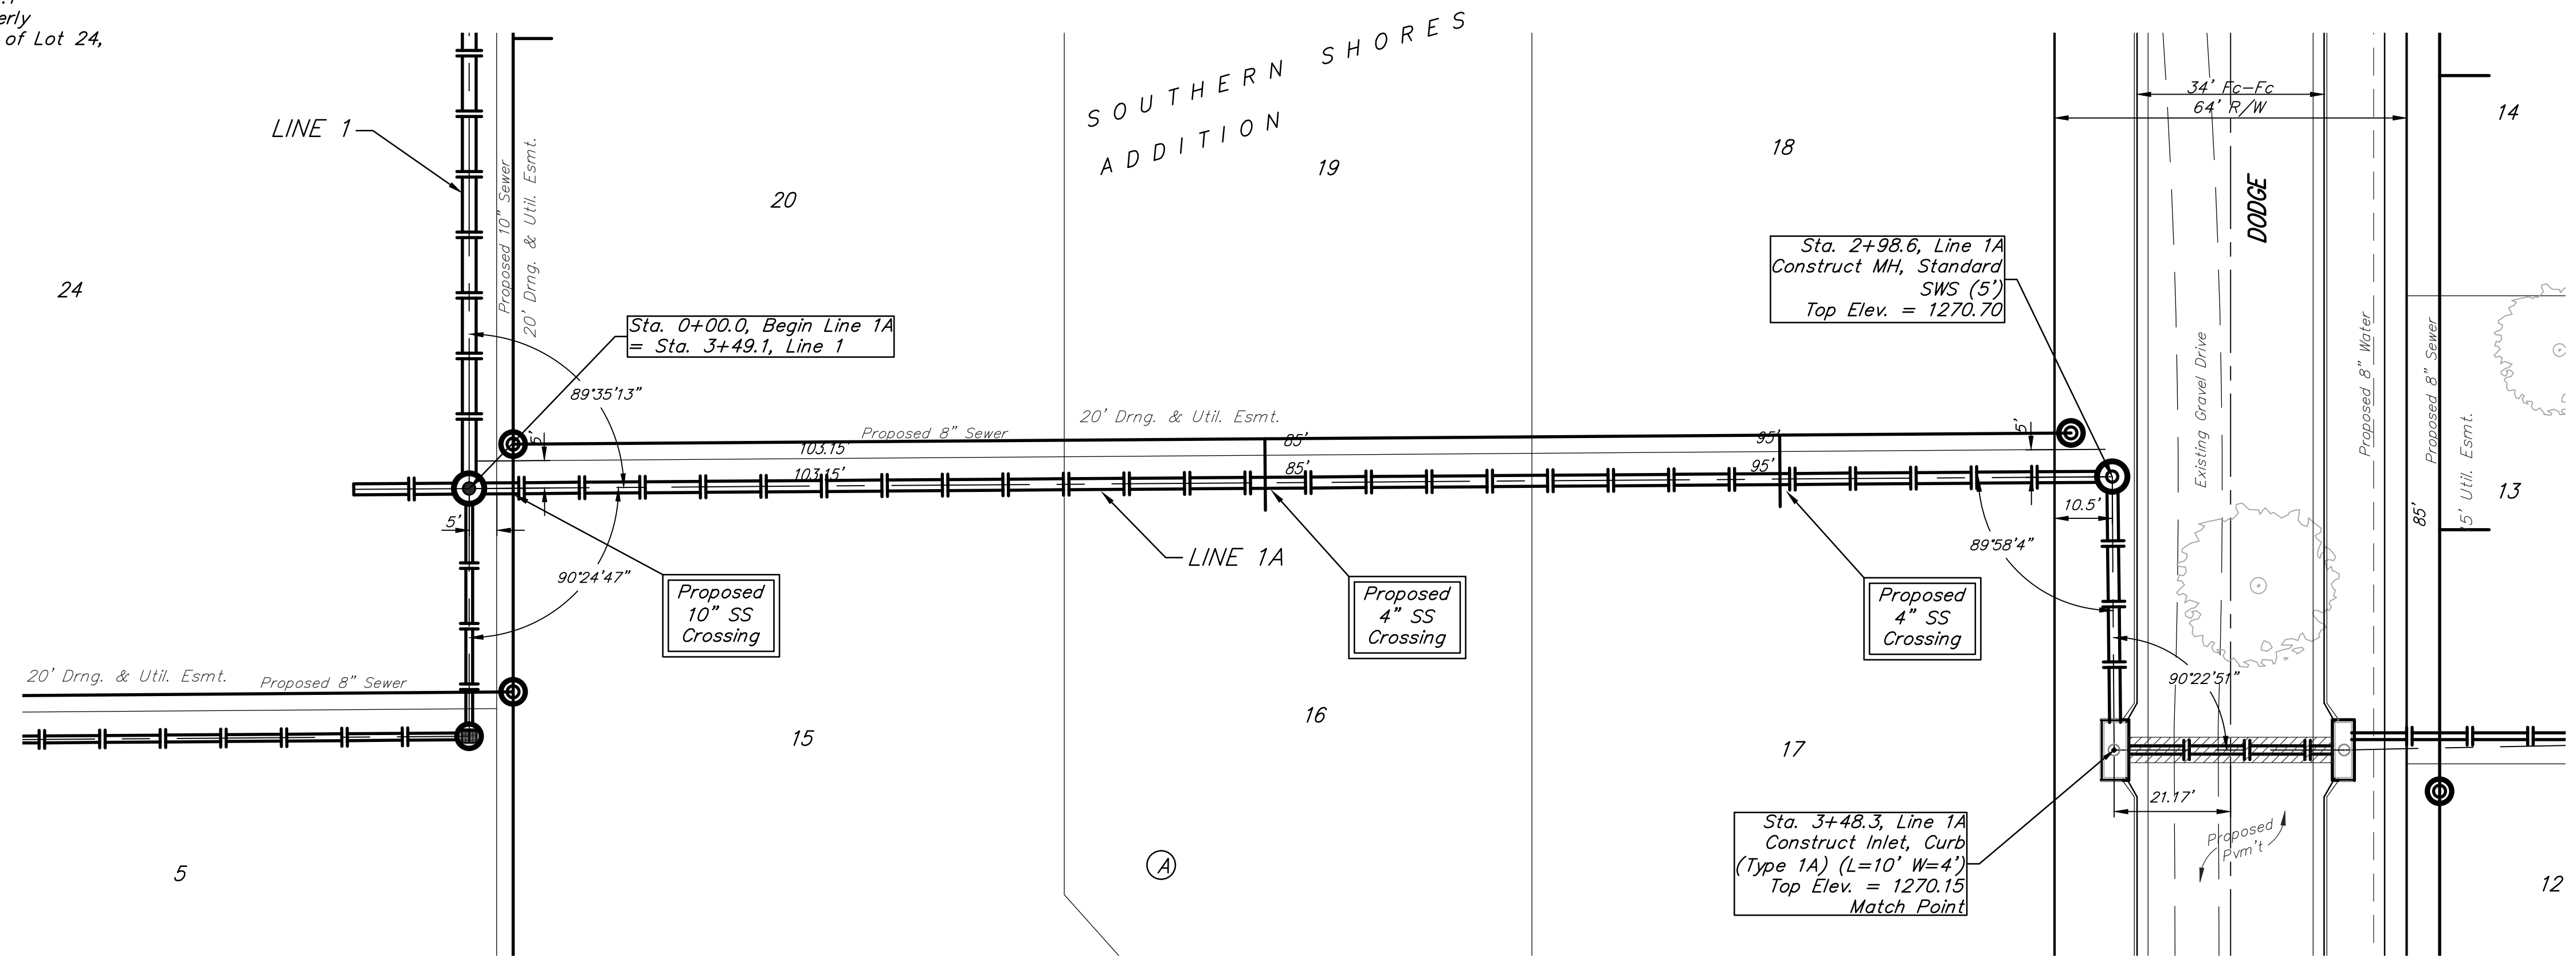 erly
of Lot 24,
LINE 1
24
Proposed 10" Sewer
20' Drng. & Util. Esmt.
20
SOUTHERN SHORES
ADDITION
19
18
34' Fc-Fc
64' R/W
14
DODGE
Sta. 0+00.0, Begin Line 1A
= Sta. 3+49.1, Line 1
Sta. 2+98.6, Line 1A
Construct MH, Standard
SWS (5')
Top Elev. = 1270.70
Existing Gravel Drive
Proposed 8" Water
Proposed 8" Sewer
5' Util. Esmt.
85'
13
89°35'13"
5'
103.15'
Proposed 8" Sewer
20' Drng. & Util. Esmt.
85'
95'
5'
103.15'
85'
95'
5'
10.5'
LINE 1A
89°58'4"
90°24'47"
Proposed
10" SS
Crossing
Proposed
4" SS
Crossing
Proposed
4" SS
Crossing
20' Drng. & Util. Esmt.
Proposed 8" Sewer
90°22'51"
15
16
17
21.17'
Sta. 3+48.3, Line 1A
Construct Inlet, Curb
(Type 1A) (L=10' W=4')
Top Elev. = 1270.15
Match Point
Proposed
Pvm't
5
A
12